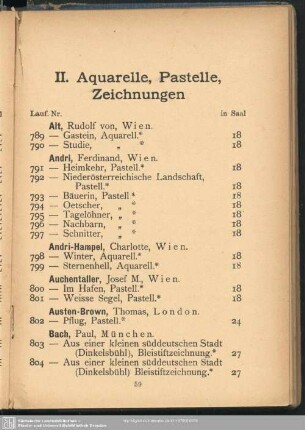 II. Aquarelle, Pastelle,
Zeichnungen
Lauf. Nr. in Saal
Alt, Rudolf von, Wien.
789 — Gastein, Aquarell.* 18
790 — Studie, „ * 18
Andri, Ferdinand, Wien.
791 — Heimkehr, Pastell.* 18
792 — Niederösterreichische Landschaft,
Pastell.* 18
793 — Bäuerin, Pastell * 18
794 — Oetscher, „ * 18
795 — Tagelöhner, „ * 18
796 — Nachbarn, „ * 18
797 — Schnitter, „ * 18
Andri-Hampel, Charlotte, Wien.
798 — Winter, Aquarell.* 18
799 — Sternenhell, Aquarell.* 18
Auchentaller, Josef M., Wien.
800 — Im Hafen, Pastell.* 18
801 — Weisse Segel, Pastell.* 18
Auston-Brown, Thomas, London.
802 — Pflug, Pastell.* 24
Bach, Paul, München.
803 — Aus einer kleinen süddeutschen Stadt
(Dinkelsbühl), Bleistiftzeichnung.* 27
804 — Aus einer kleinen süddeutschen Stadt
(Dinkelsbühl) Bleistiftzeichnung.* 27
59